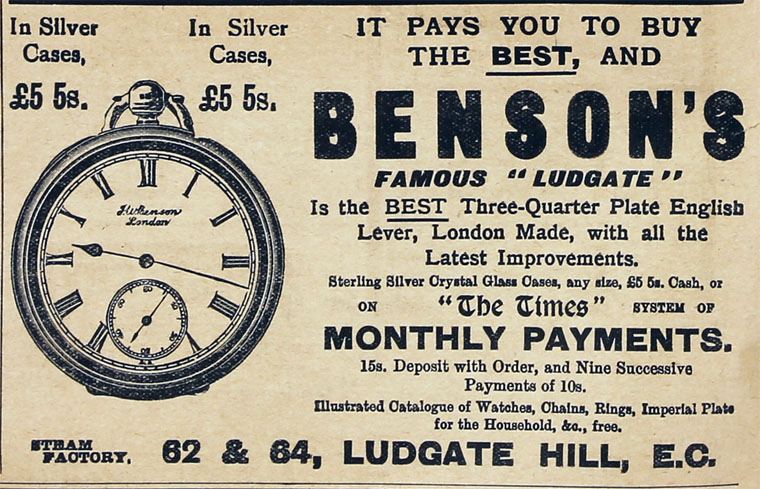 In Silver
Cases,
£5 5s.
In Silver
Cases,
£5 5s.
J.W.Benson
London
IT PAYS YOU TO BUY
THE BEST, AND
BENSON'S
FAMOUS "LUDGATE"
Is the BEST Three-Quarter Plate English
Lever, London Made, with all the
Latest Improvements.
Sterling Silver Crystal Glass Cases, any size, £5 5s. Cash, or
ON "The Times" SYSTEM OF
MONTHLY PAYMENTS.
15s. Deposit with Order, and Nine Successive
Payments of 10s.
Illustrated Catalogue of Watches, Chains, Rings, Imperial Plate
for the Household, &c., free.
STEAM
FACTORY, 62 & 64, LUDGATE HILL, E.C.